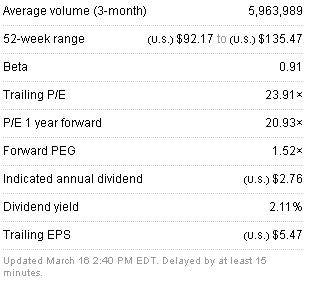 Average volume (3-month) 5,963,989
52-week range (U.S.) $92.17 to (U.S.) $135.47
Beta 0.91
Trailing P/E 23.91×
P/E 1 year forward 20.93×
Forward PEG 1.52×
Indicated annual dividend (U.S.) $2.76
Dividend yield 2.11%
Trailing EPS (U.S.) $5.47
Updated March 16 2:40 PM EDT. Delayed by at least 15
minutes.